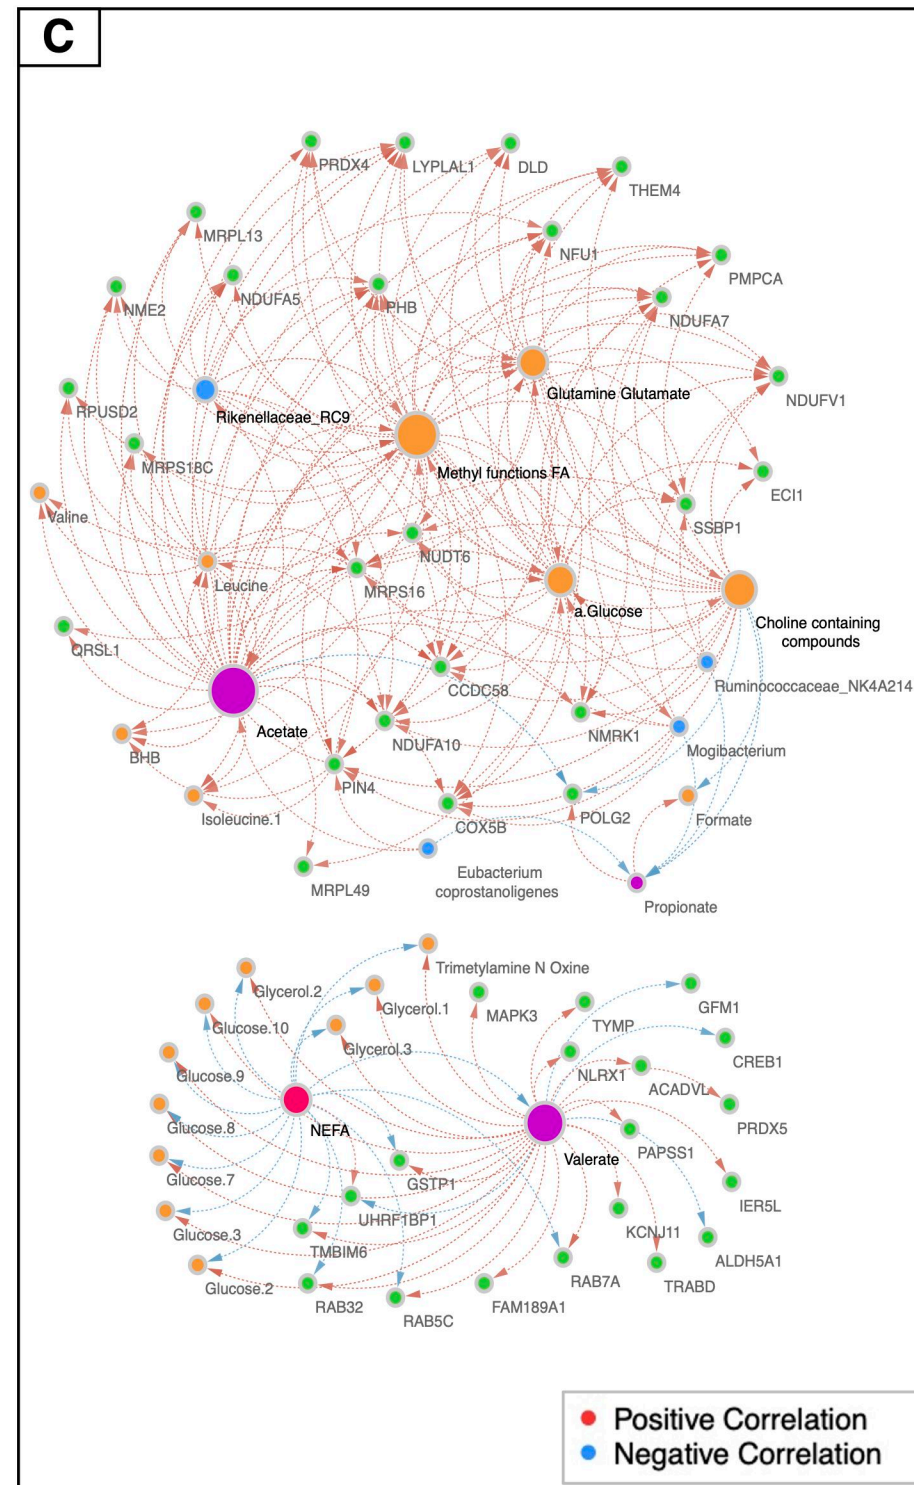 C
PRDX4
LYPLAL1
DLD
THEM4
MRPL13
NFU1
PMPCA
NME2
NDUFA5
PHB
NDUFA7
Glutamine Glutamate
NDUFV1
RPUSD2
Rikenellaceae_RC9
MRPS18C
Methyl functions FA
ECI1
Valine
SSBP1
NUDT6
Leucine
MRPS16
a.Glucose
Choline containing
compounds
QRSL1
CCDC58
Ruminococcaceae_NK4A214
Acetate
NDUFA10
NMRK1
Mogibacterium
BHB
PIN4
Isoleucine.1
COX5B
POLG2
Formate
MRPL49
Eubacterium
coprostanoligenes
Propionate
Trimetylamine N Oxine
Glycerol.2
Glycerol.1
MAPK3
GFM1
Glucose.10
TYMP
Glycerol.3
CREB1
Glucose.9
NLRX1
ACADVL
Glucose.8
NEFA
PRDX5
Valerate
PAPSS1
Glucose.7
GSTP1
IER5L
UHRF1BP1
Glucose.3
KCNJ11
TMBIM6
ALDH5A1
Glucose.2
RAB7A
TRABD
RAB32
RAB5C
FAM189A1
Positive Correlation
Negative Correlation